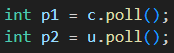 int p1 = c.poll();
int p2 = u.poll();